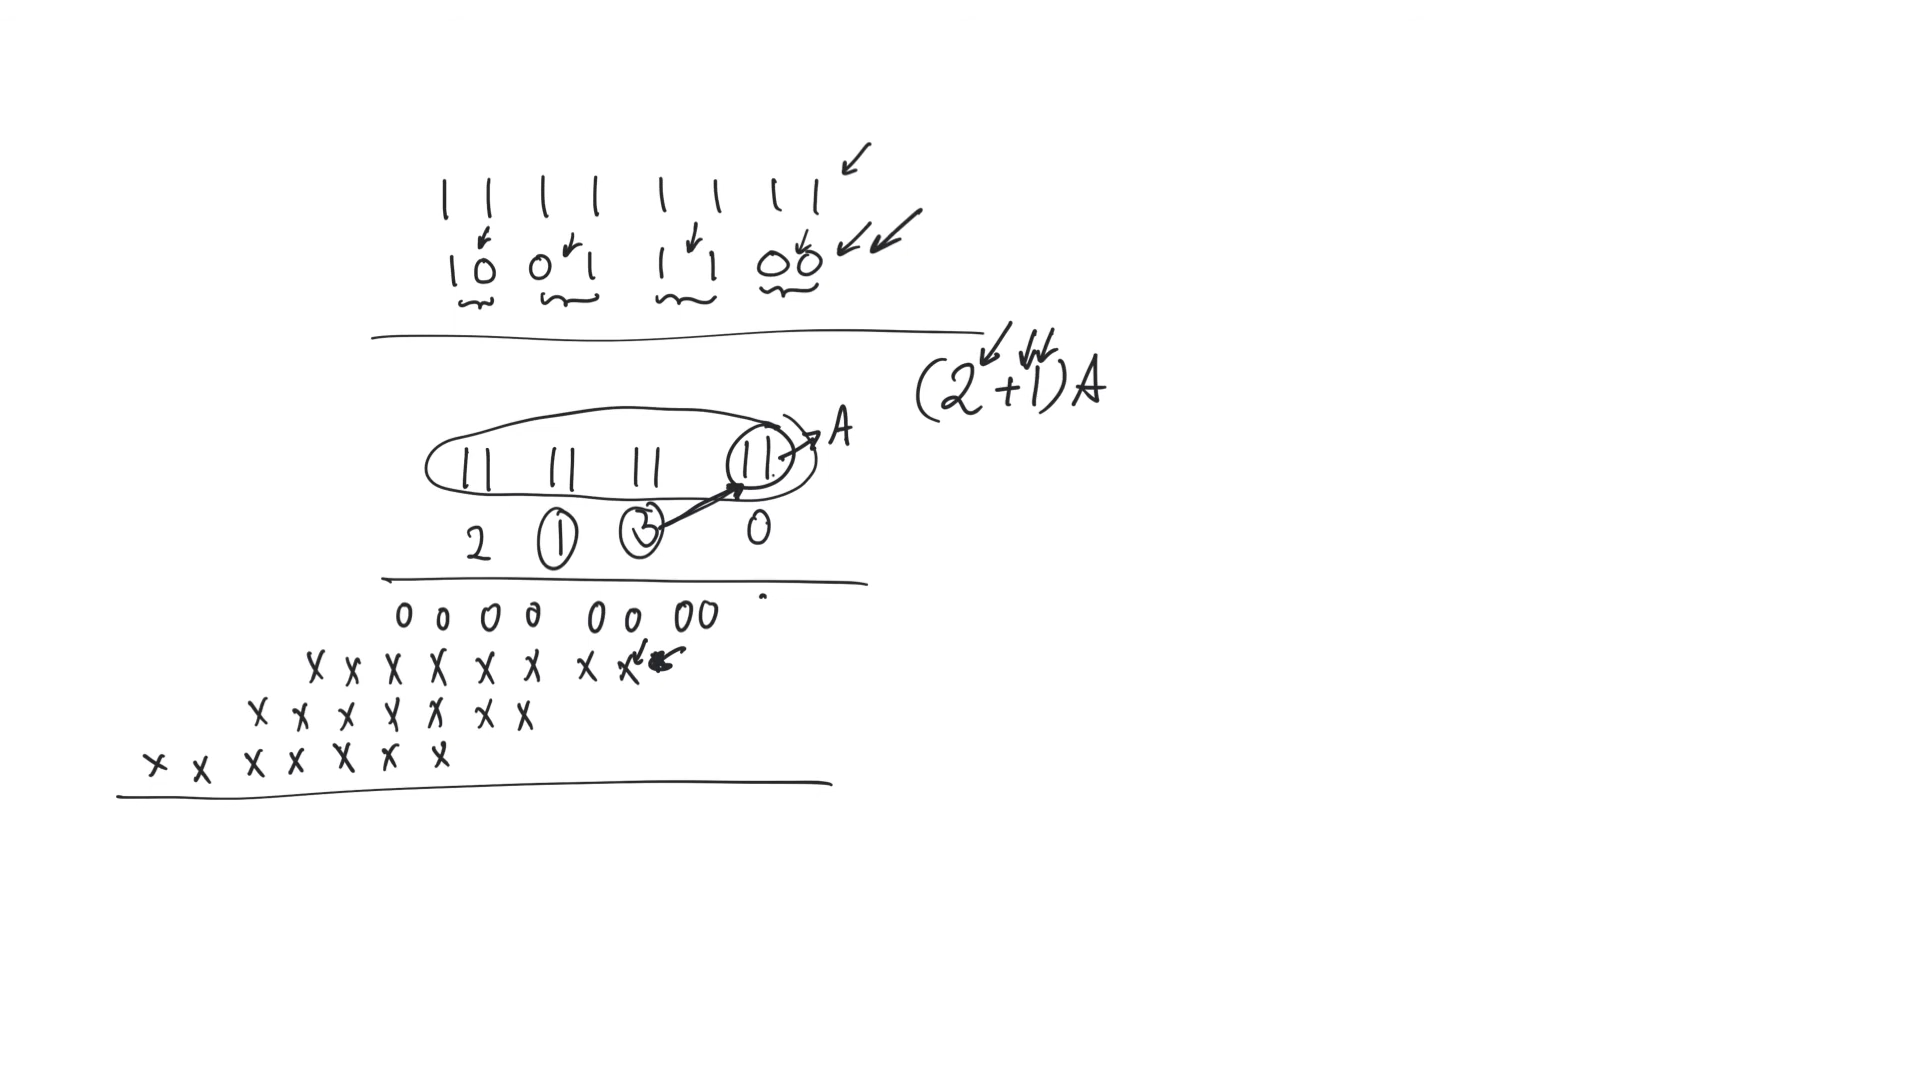 1 1 1 1 1 1 1 1
1 0 0 1 1 1 0 0
(2+1)A
11 11 11 11 A
2 1 3 0
0 0 0 0 0 0 0 0
x x x x x x x x
x x x x x x x
x x x x x x x